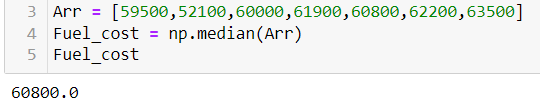 3 Arr = [59500,52100,60000,61900,60800,62200,63500]
4 Fuel_cost = np.median(Arr)
5 Fuel_cost
60800.0